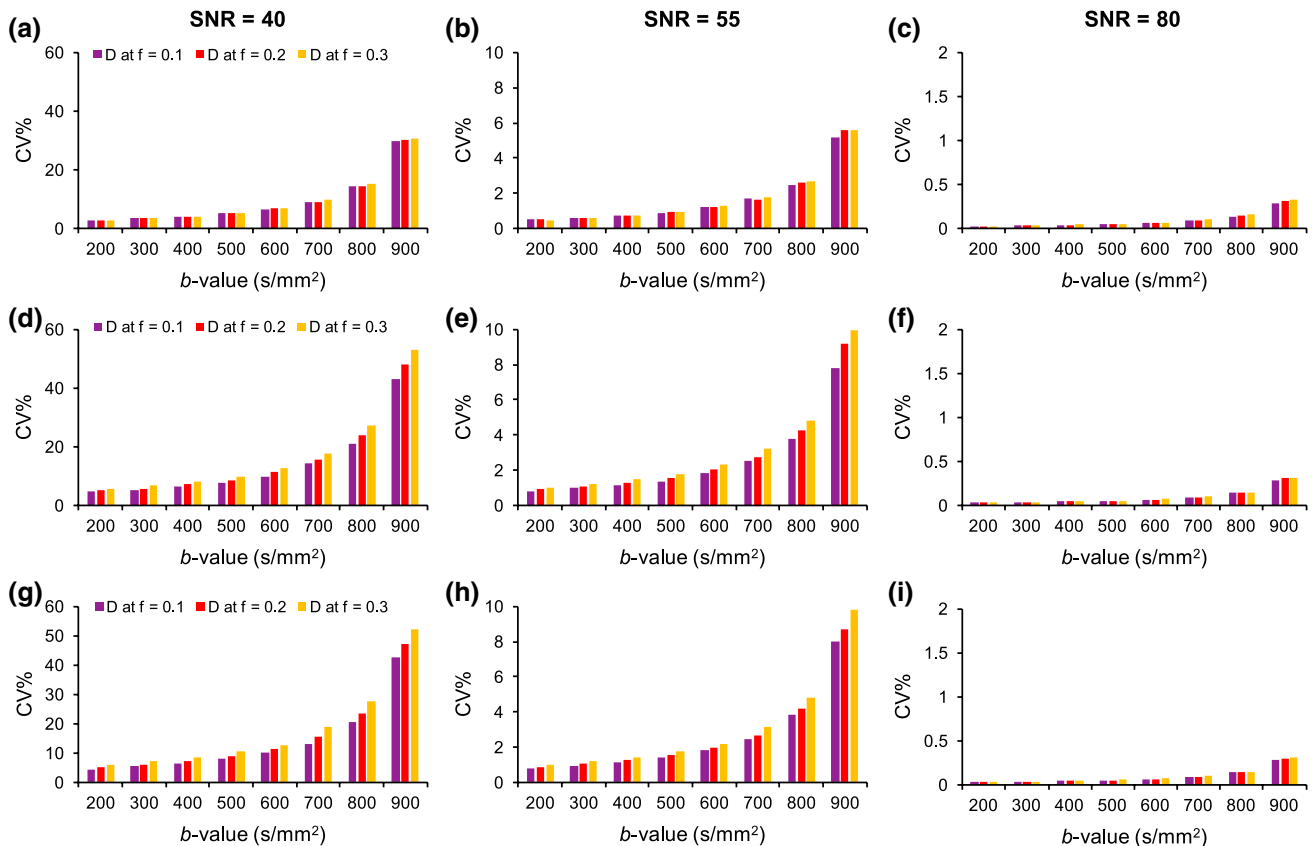 SNR = 40
SNR = 55
SNR = 80
(a)
60
40
20
0
CV%
D at f = 0.1 D at f = 0.2 D at f = 0.3
200 300 400 500 600 700 800 900
b-value (s/mm²)
(b)
10
8
6
4
2
0
CV%
200 300 400 500 600 700 800 900
b-value (s/mm²)
(c)
2
1.5
1
0.5
0
CV%
200 300 400 500 600 700 800 900
b-value (s/mm²)
(d)
60
40
20
0
CV%
D at f = 0.1 D at f = 0.2 D at f = 0.3
200 300 400 500 600 700 800 900
b-value (s/mm²)
(e)
10
8
6
4
2
0
CV%
200 300 400 500 600 700 800 900
b-value (s/mm²)
(f)
2
1.5
1
0.5
0
CV%
200 300 400 500 600 700 800 900
b-value (s/mm²)
(g)
60
50
40
30
20
10
0
CV%
D at f = 0.1 D at f = 0.2 D at f = 0.3
200 300 400 500 600 700 800 900
b-value (s/mm²)
(h)
10
8
6
4
2
0
CV%
200 300 400 500 600 700 800 900
b-value (s/mm²)
(i)
2
1.5
1
0.5
0
CV%
200 300 400 500 600 700 800 900
b-value (s/mm²)